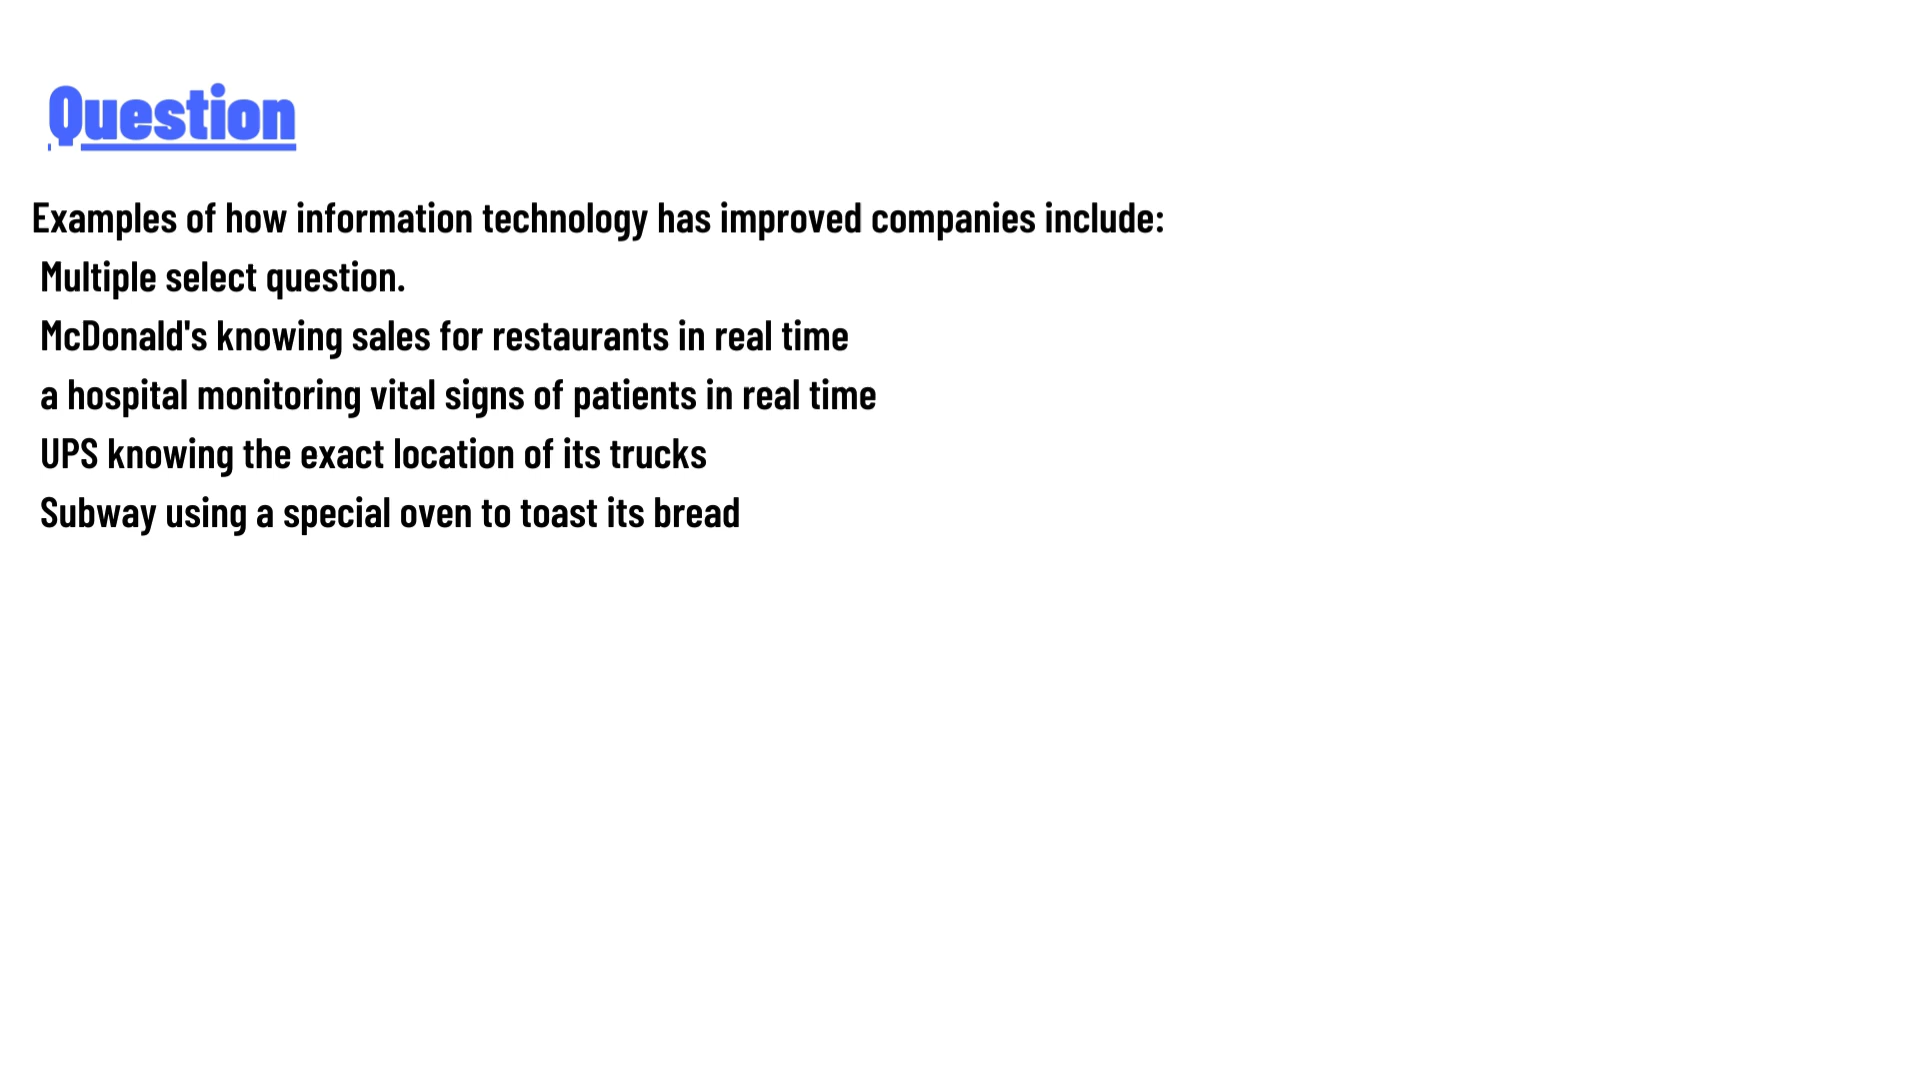 Question
Examples of how information technology has improved companies include:
Multiple select question.
McDonald's knowing sales for restaurants in real time
a hospital monitoring vital signs of patients in real time
UPS knowing the exact location of its trucks
Subway using a special oven to toast its bread